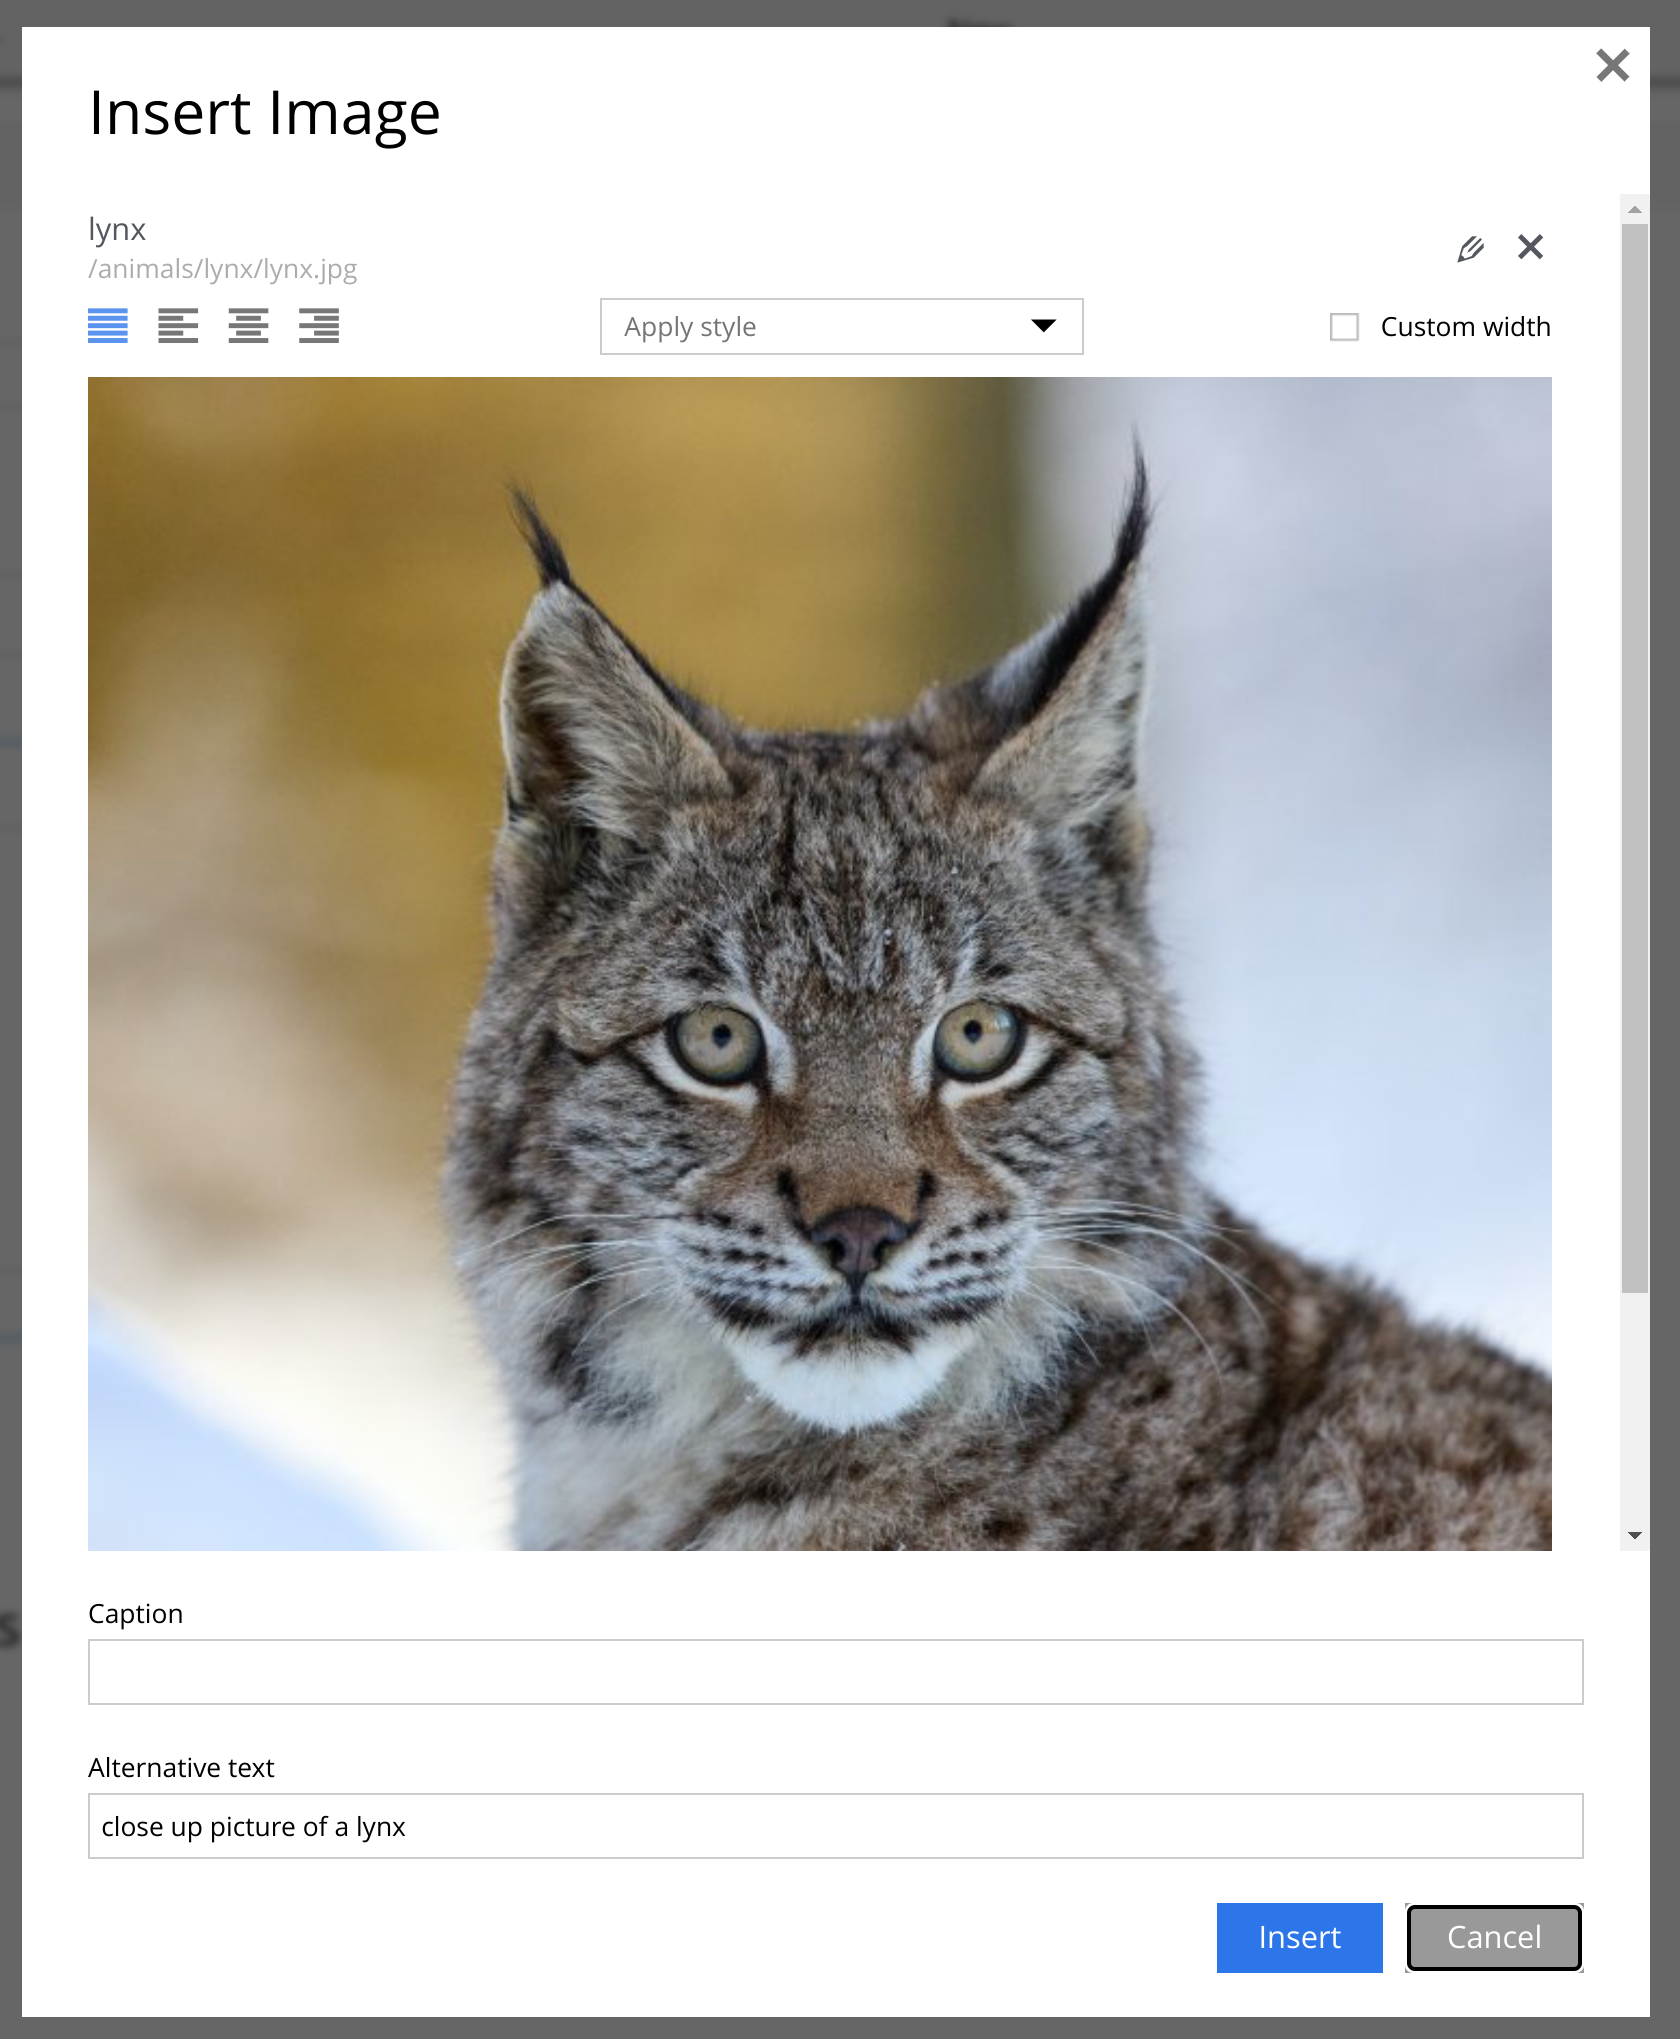 Insert Image
lynx
/animals/lynx/lynx.jpg
Apply style
Custom width
Caption
Alternative text
close up picture of a lynx
Insert
Cancel